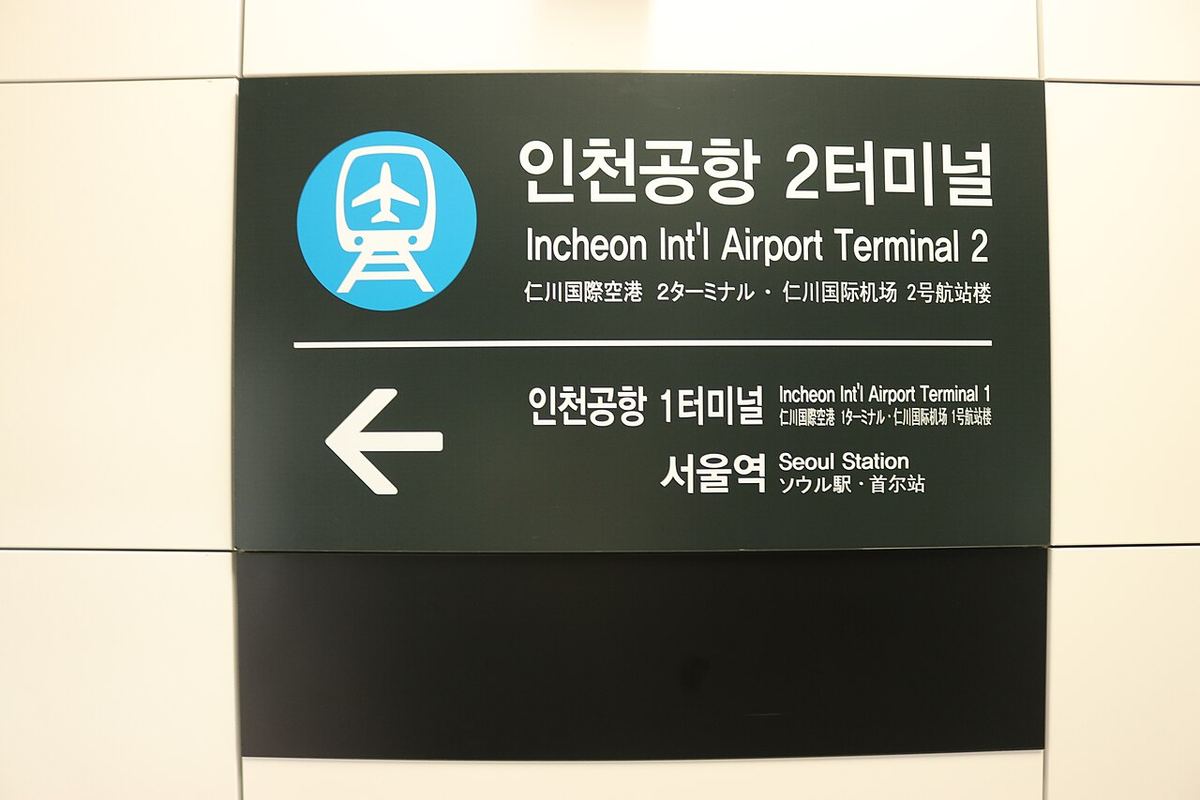 인천공항 2터미널
Incheon Int'l Airport Terminal 2
仁川国際空港 2ターミナル · 仁川国际机场 2号航站楼
인천공항 1터미널
Incheon Int'l Airport Terminal 1
仁川国際空港 1ターミナル · 仁川国际机场 1号航站楼
서울역
Seoul Station
ソウル駅 · 首尔站